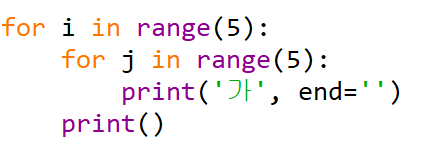 for i in range(5):
    for j in range(5):
        print('가', end='')
    print()